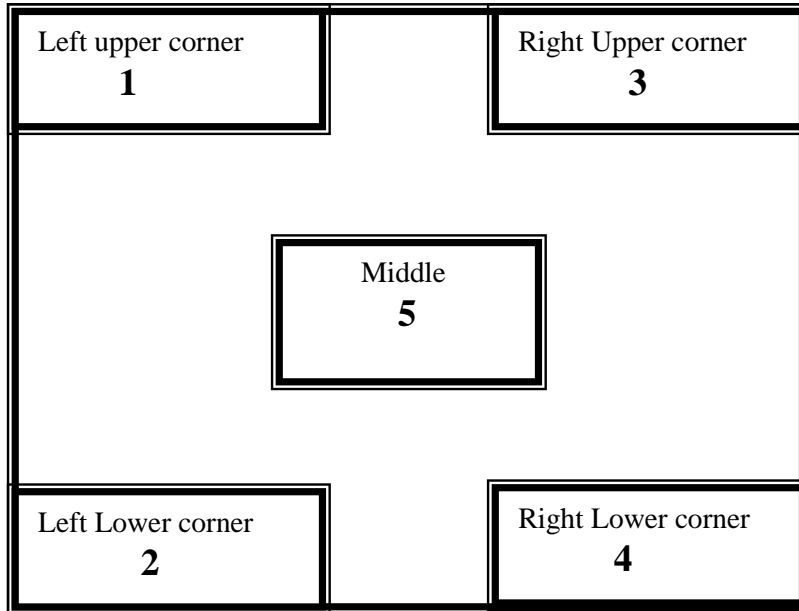 Left upper corner
1
Right Upper corner
3
Middle
5
Left Lower corner
2
Right Lower corner
4